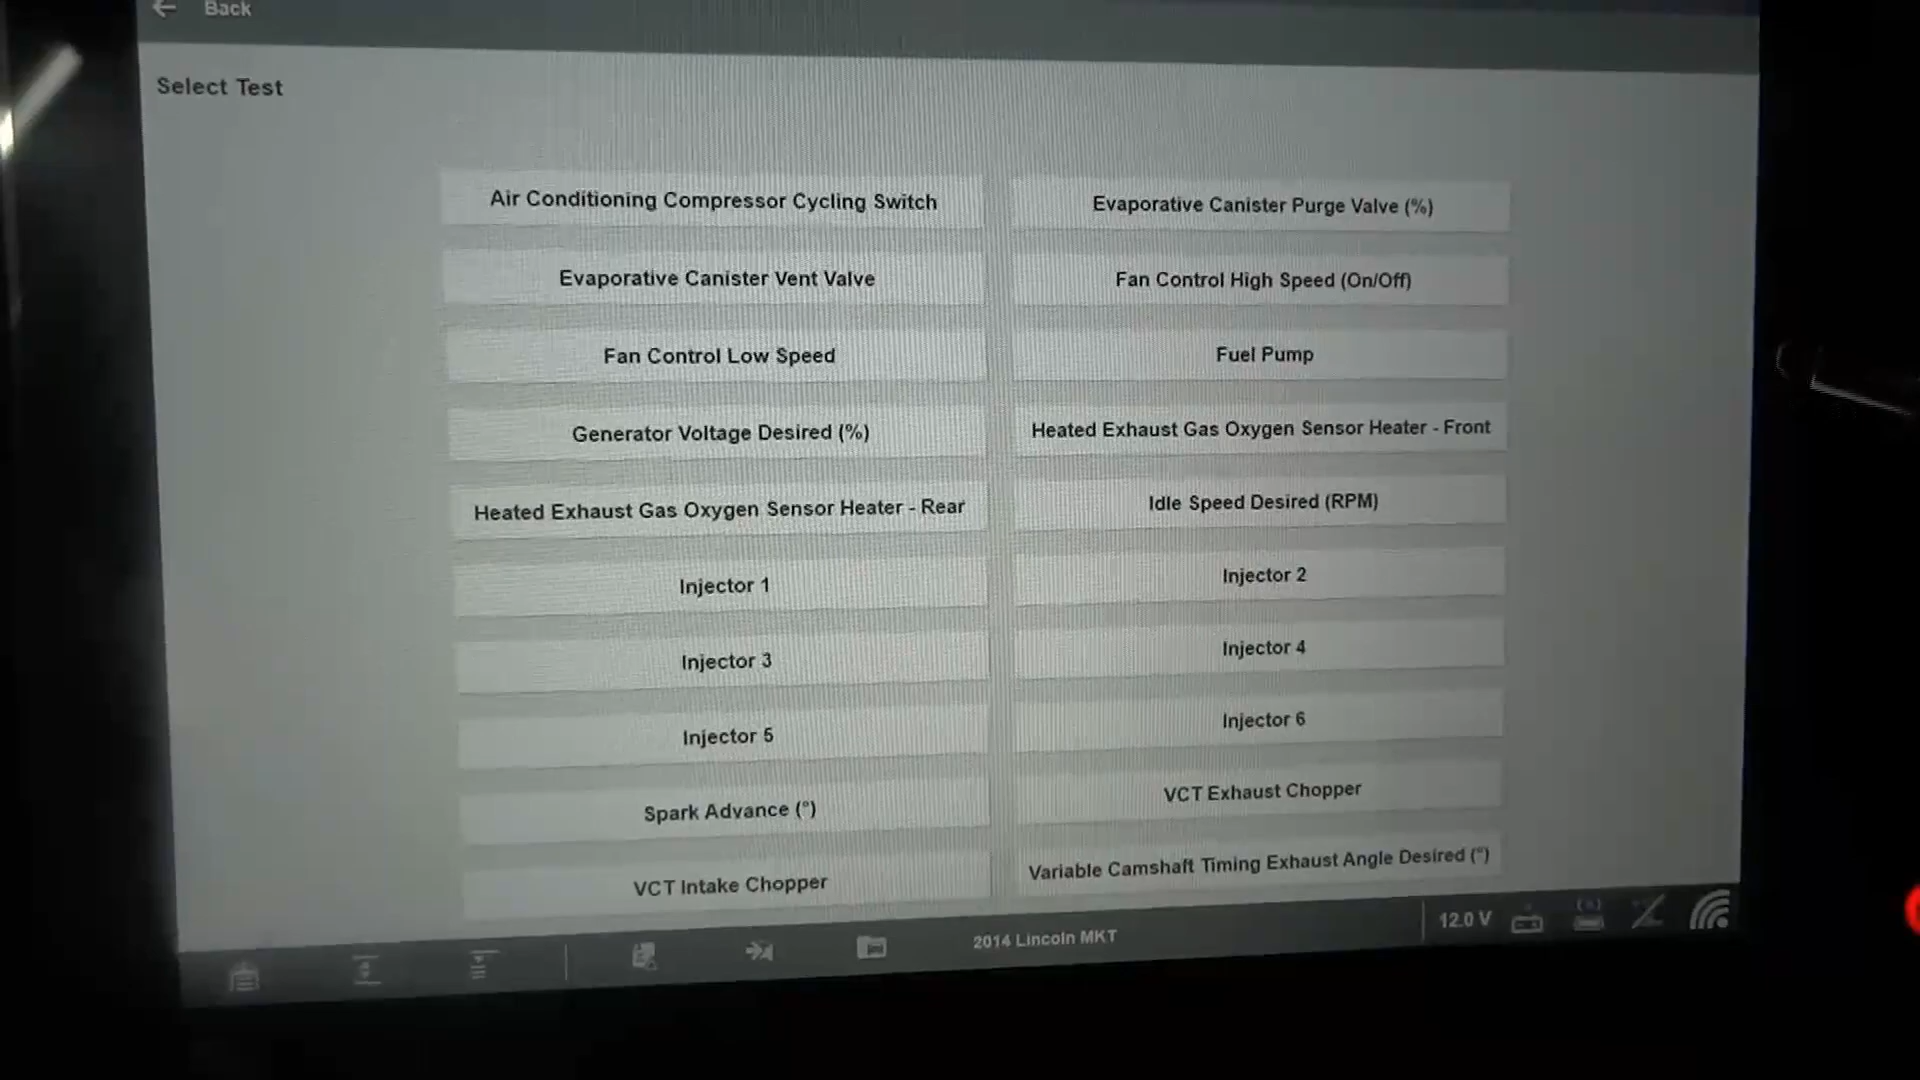 Back
Select Test
Air Conditioning Compressor Cycling Switch
Evaporative Canister Purge Valve (%)
Evaporative Canister Vent Valve
Fan Control High Speed (On/Off)
Fan Control Low Speed
Fuel Pump
Generator Voltage Desired (%)
Heated Exhaust Gas Oxygen Sensor Heater - Front
Heated Exhaust Gas Oxygen Sensor Heater - Rear
Idle Speed Desired (RPM)
Injector 1
Injector 2
Injector 3
Injector 4
Injector 5
Injector 6
Spark Advance (°)
VCT Exhaust Chopper
VCT Intake Chopper
Variable Camshaft Timing Exhaust Angle Desired (°)
2014 Lincoln MKT
12.0 V